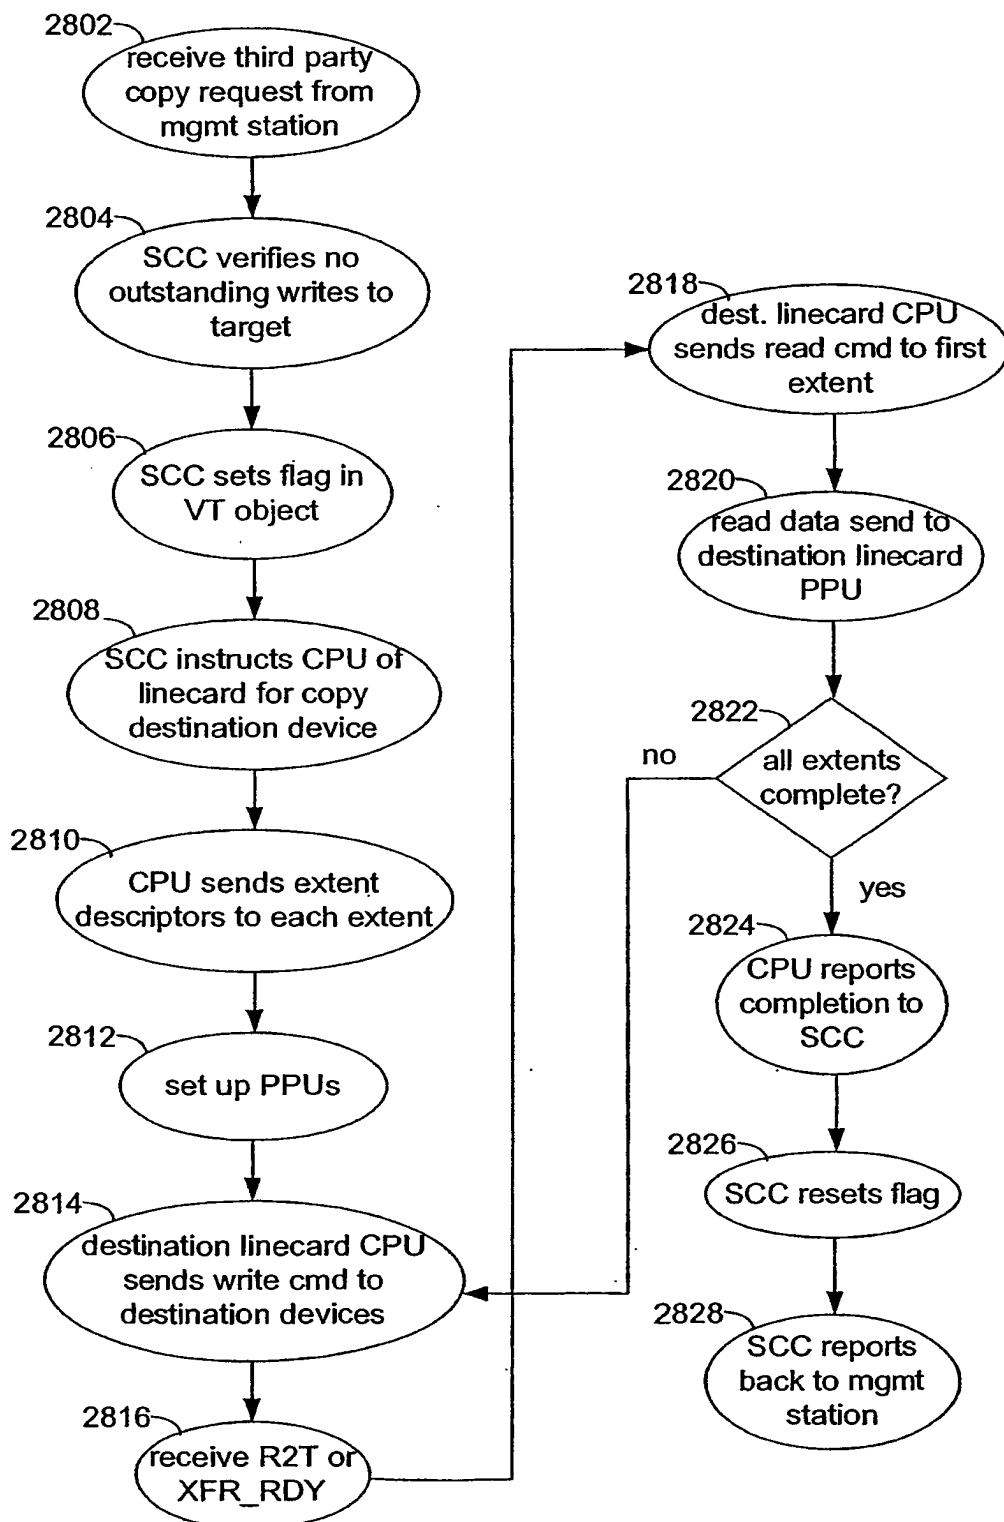 2802
receive third party
copy request from
mgmt station
2804
SCC verifies no
outstanding writes to
target
2806
SCC sets flag in
VT object
2808
SCC instructs CPU of
linecard for copy
destination device
2810
CPU sends extent
descriptors to each extent
2812
set up PPUs
2814
destination linecard CPU
sends write cmd to
destination devices
2816
receive R2T or
XFR_RDY
2818
dest. linecard CPU
sends read cmd to first
extent
2820
read data send to
destination linecard
PPU
2822
all extents
complete?
no
yes
2824
CPU reports
completion to
SCC
2826
SCC resets flag
2828
SCC reports
back to mgmt
station